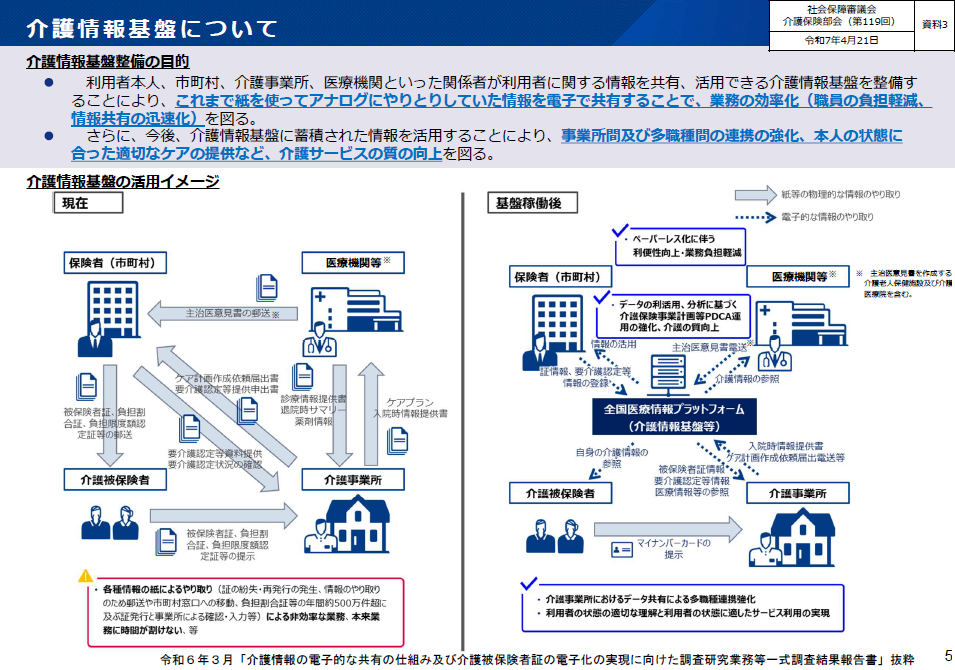 介護情報基盤について
社会保障審議会
介護保険部会（第119回）
令和7年4月21日
資料3
介護情報基盤整備の目的
● 利用者本人、市町村、介護事業所、医療機関といった関係者が利用者に関する情報を共有、活用できる介護情報基盤を整備す
ることにより、これまで紙を使ってアナログにやりとりしていた情報を電子で共有することで、業務の効率化（職員の負担軽減、
情報共有の迅速化）を図る。
● さらに、今後、介護情報基盤に蓄積された情報を活用することにより、事業所間及び多職種間の連携の強化、本人の状態に
合った適切なケアの提供など、介護サービスの質の向上を図る。
介護情報基盤の活用イメージ
現在
保険者（市町村）
医療機関等※
主治医意見書の郵送※
ケア計画作成依頼届出書
要介護認定等提供申出書
診療情報提供書
退院時サマリー
薬剤情報
ケアプラン
入院時情報提供書
被保険者証、負担割
合証、負担限度額認
定証等の郵送
要介護認定等資料提供
要介護認定状況の確認
介護被保険者
介護事業所
被保険者証、負担割
合証、負担限度額認
定証等の提示
・ 各種情報の紙によるやり取り（証の紛失・再発行の発生、情報のやり取り
のため郵送や市町村窓口への移動、負担割合証等の年間約500万件超に
及ぶ証発行と事業所による確認・入力等）による非効率な業務、本来業
務に時間が割けない、等
基盤稼働後
紙等の物理的な情報のやり取り
電子的な情報のやり取り
・ ペーパーレス化に伴う
利便性向上・業務負担軽減
保険者（市町村）
医療機関等※
※ 主治医意見書を作成する
介護老人保健施設及び介護
医療院を含む。
・ データの利活用、分析に基づく
介護保険事業計画等PDCA運
用の強化、介護の質向上
情報の活用
主治医意見書電送※
証情報、要介護認定等
情報の登録
介護情報の参照
全国医療情報プラットフォーム
（介護情報基盤等）
自身の介護情報の
参照
入院時情報提供書
ケア計画作成依頼届出電送等
被保険者証情報
要介護認定等情報
医療情報等の参照
介護被保険者
介護事業所
マイナンバーカードの
提示
・ 介護事業所におけるデータ共有による多職種連携強化
・ 利用者の状態の適切な理解と利用者の状態に適したサービス利用の実現
令和６年３月「介護情報の電子的な共有の仕組み及び介護被保険者証の電子化の実現に向けた調査研究業務等一式調査結果報告書」抜粋
5